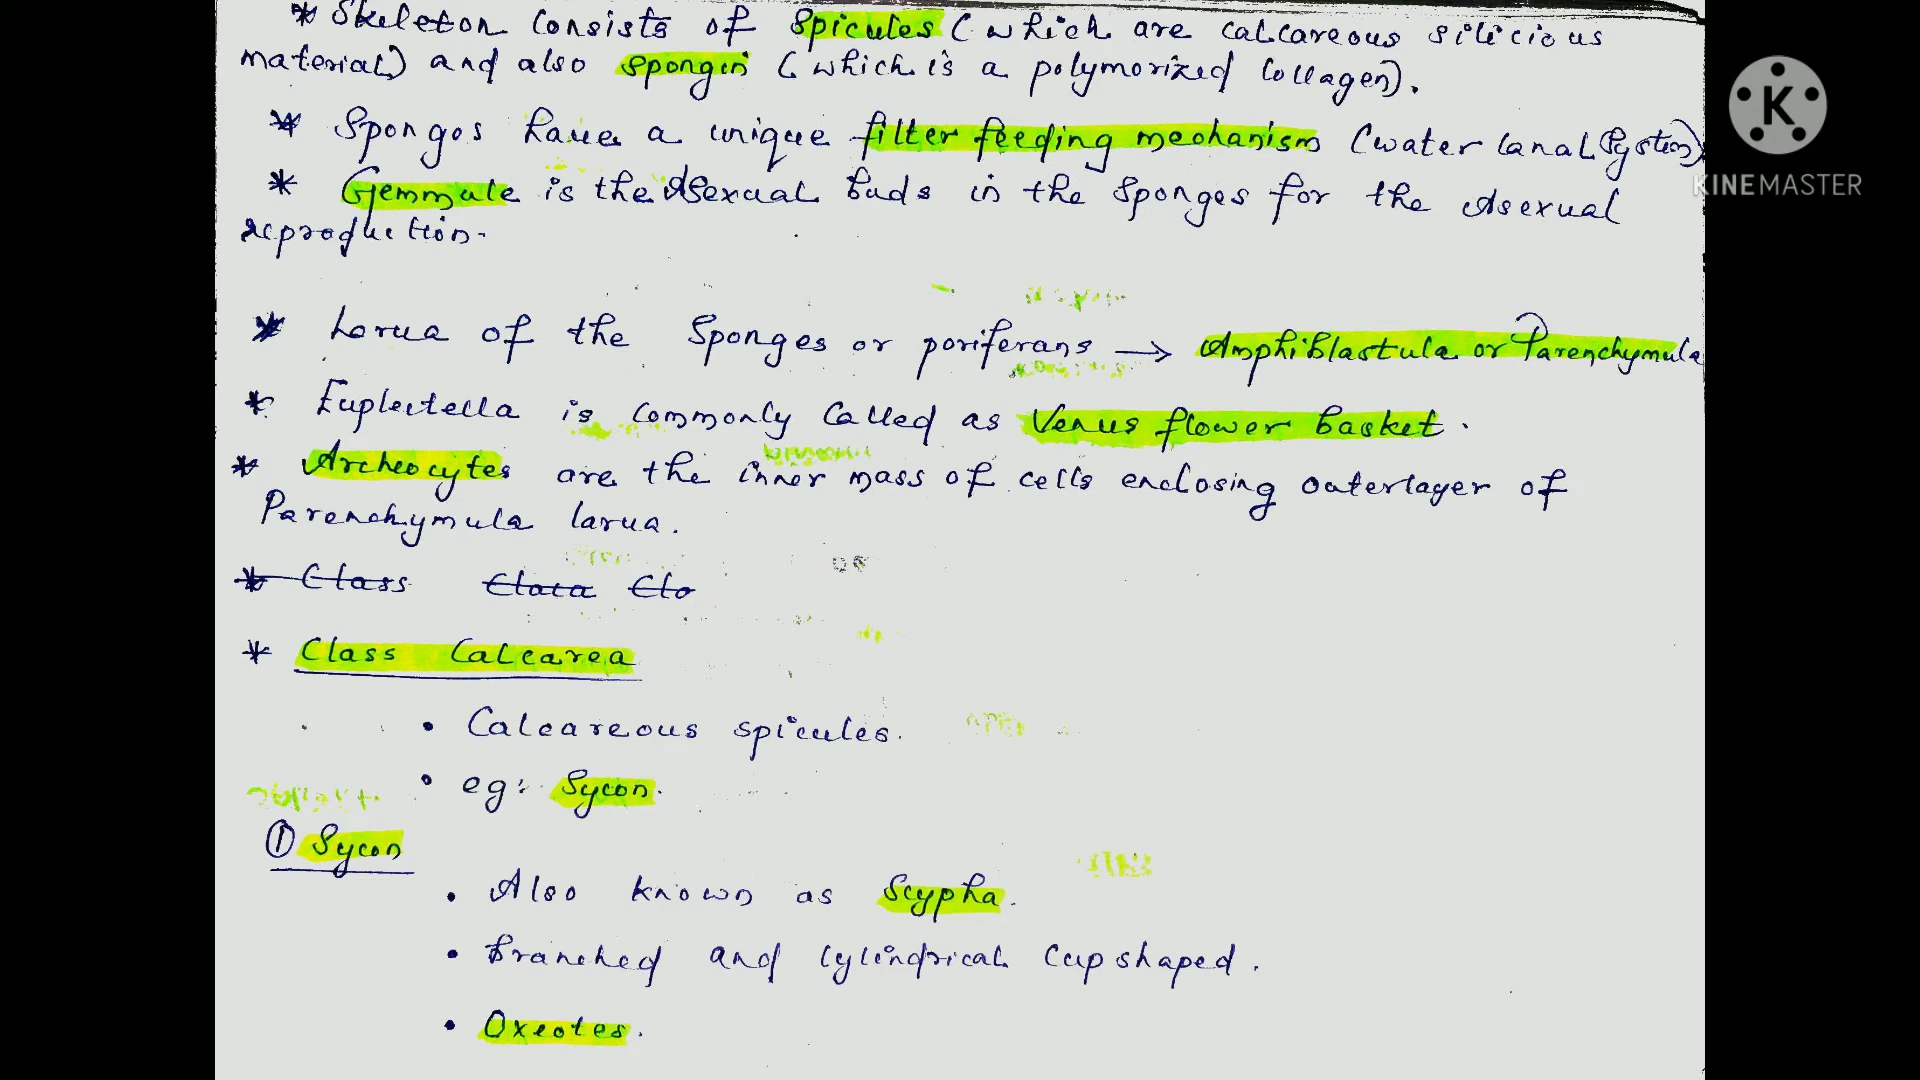 * Skeleton consists of Spicules (which are calcareous silicious
material) and also spongin (which is a polymorized Collagen).
* Sponges have a unique filter feeding mechanism (water canal System)
* Gemmule is the Asexual buds in the Sponges for the Asexual
reproduction.
* Larva of the Sponges or poriferans → Amphiblastula or Parenchymula
* Euplectella is commonly called as Venus flower basket.
* Archeocytes are the inner mass of cells enclosing outerlayer of
Parenchymula larva.
* Class Clata Clo
* Class Calcarea
• Calcareous spicules.
• eg: Sycon.
① Sycon
• Also known as Scypha.
• Branched and cylindrical cup shaped.
• Oxeotes.
K
KINEMASTER